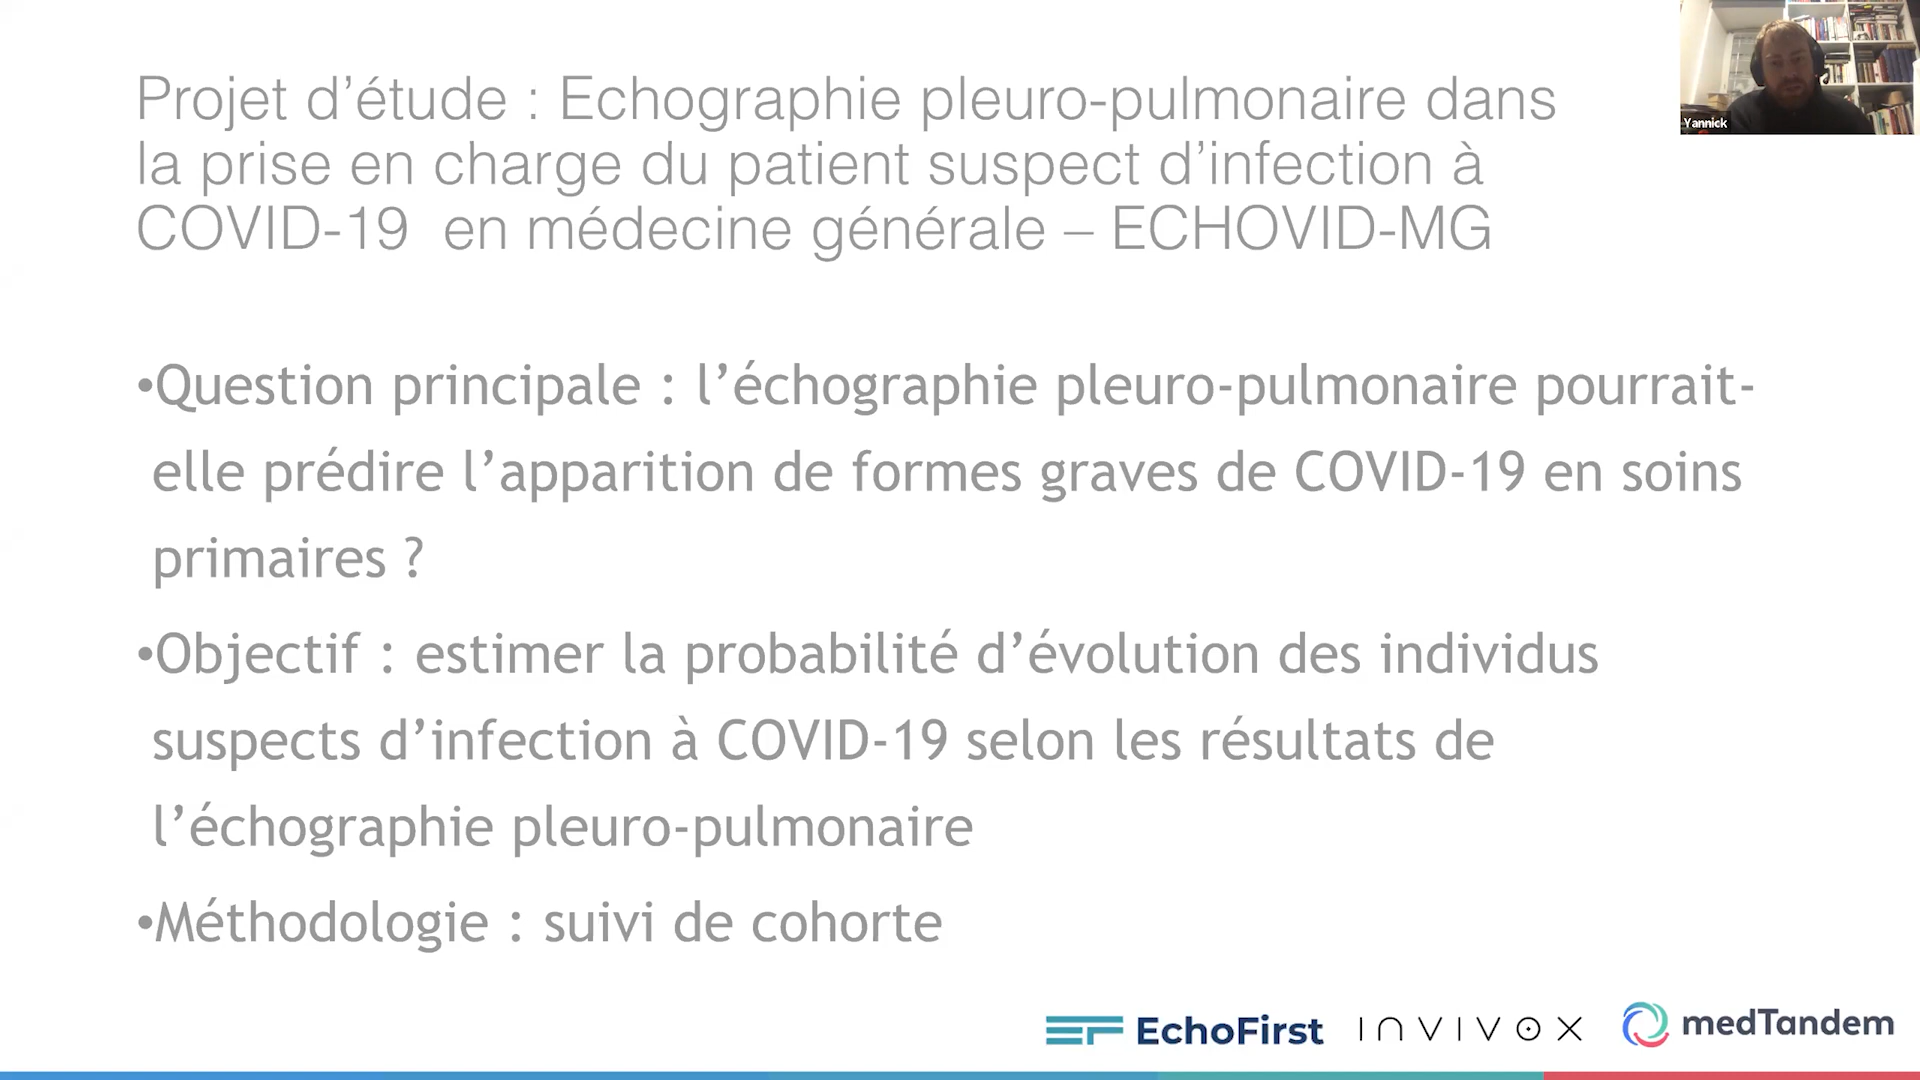 Projet d’étude : Echographie pleuro-pulmonaire dans
la prise en charge du patient suspect d’infection à
COVID-19 en médecine générale – ECHOVID-MG
Yannick
•Question principale : l’échographie pleuro-pulmonaire pourrait-
elle prédire l’apparition de formes graves de COVID-19 en soins
primaires ?
•Objectif : estimer la probabilité d’évolution des individus
suspects d’infection à COVID-19 selon les résultats de
l’échographie pleuro-pulmonaire
•Méthodologie : suivi de cohorte
EchoFirst INVIVOX medTandem